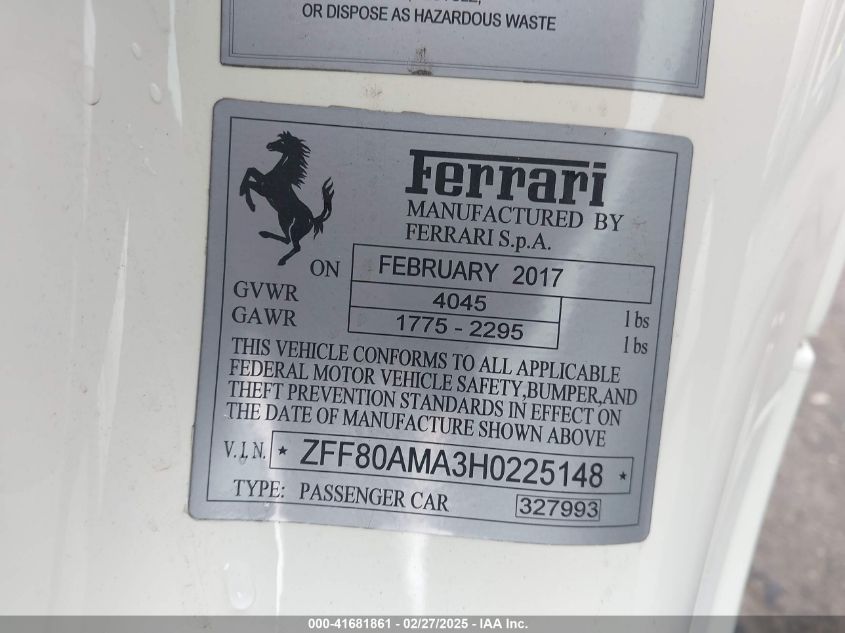 OR DISPOSE AS HAZARDOUS WASTE
Ferrari
MANUFACTURED BY
FERRARI S.p.A.
ON FEBRUARY 2017
GVWR 4045 lbs
GAWR 1775 - 2295 lbs
THIS VEHICLE CONFORMS TO ALL APPLICABLE
FEDERAL MOTOR VEHICLE SAFETY,BUMPER,AND
THEFT PREVENTION STANDARDS IN EFFECT ON
THE DATE OF MANUFACTURE SHOWN ABOVE
V.I.N. * ZFF80AMA3H0225148 *
TYPE: PASSENGER CAR 327993
000-41681861 - 02/27/2025 - IAA Inc.